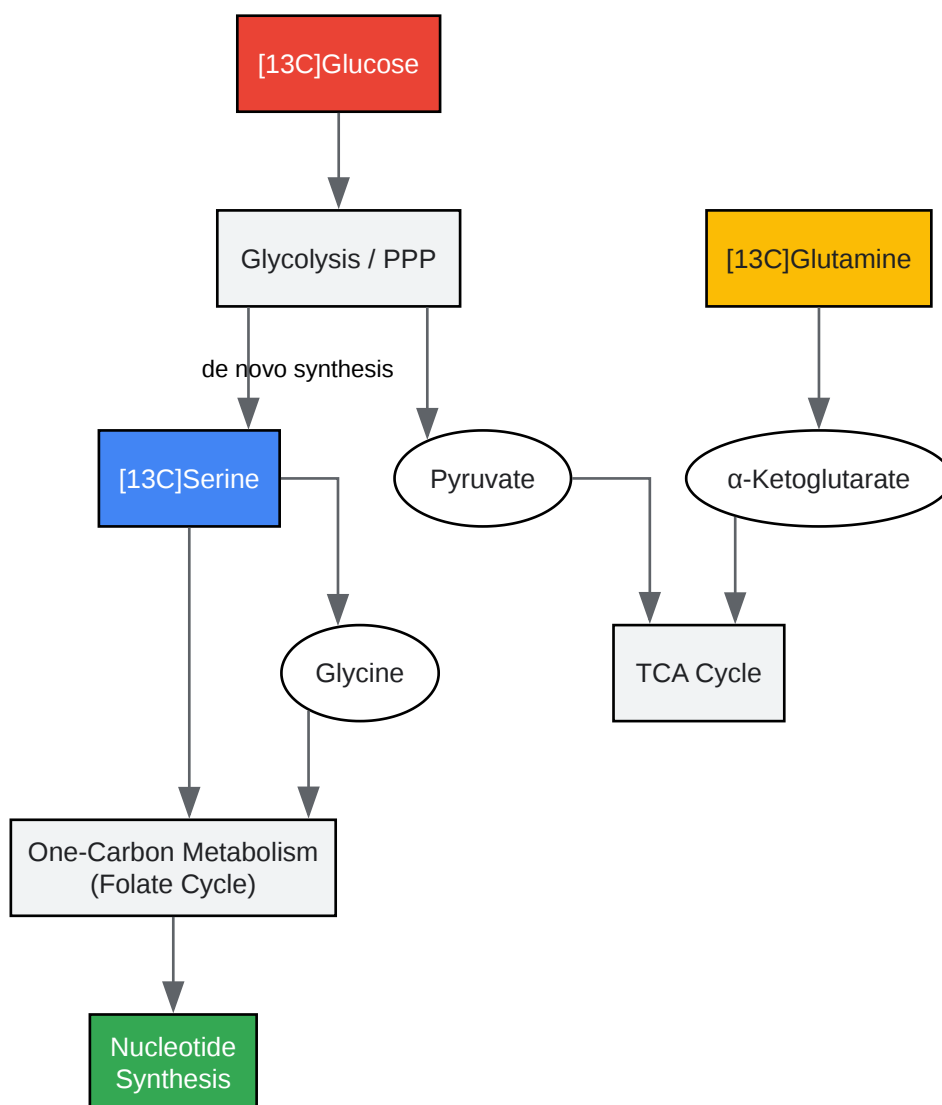 [13C]Glucose
Glycolysis / PPP
[13C]Glutamine
de novo synthesis
[13C]Serine
Pyruvate
α-Ketoglutarate
Glycine
TCA Cycle
One-Carbon Metabolism
(Folate Cycle)
Nucleotide
Synthesis